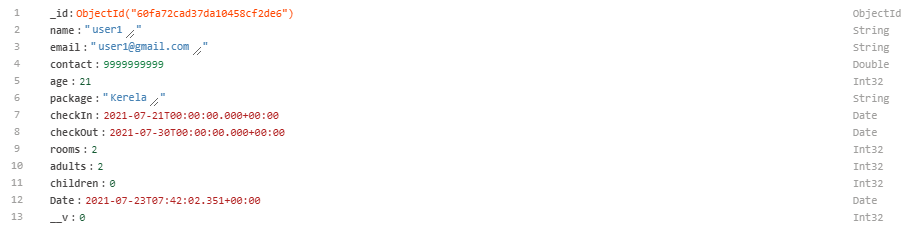 1 _id:ObjectId("60fa72cad37da10458cf2de6") ObjectId
2 name:"user1" String
3 email:"user1@gmail.com" String
4 contact:9999999999 Double
5 age:21 Int32
6 package:"Kerela" String
7 checkIn:2021-07-21T00:00:00.000+00:00 Date
8 checkOut:2021-07-30T00:00:00.000+00:00 Date
9 rooms:2 Int32
10 adults:2 Int32
11 children:0 Int32
12 Date:2021-07-23T07:42:02.351+00:00 Date
13 __v:0 Int32